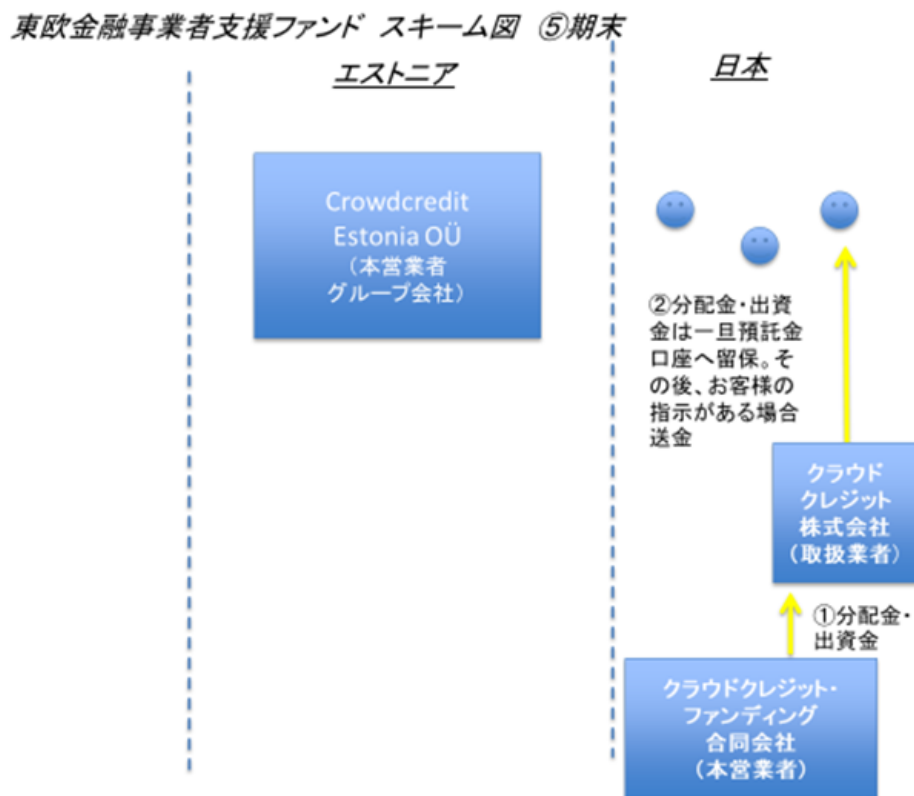 東欧金融事業者支援ファンド スキーム図 ⑤期末
エストニア
日本
Crowdcredit
Estonia OÜ
（本営業者
グループ会社）
②分配金・出資
金は一旦預託金
口座へ留保。そ
の後、お客様の
指示がある場合
送金
クラウド
クレジット
株式会社
（取扱業者）
①分配金・
出資金
クラウドクレジット・
ファンディング
合同会社
（本営業者）